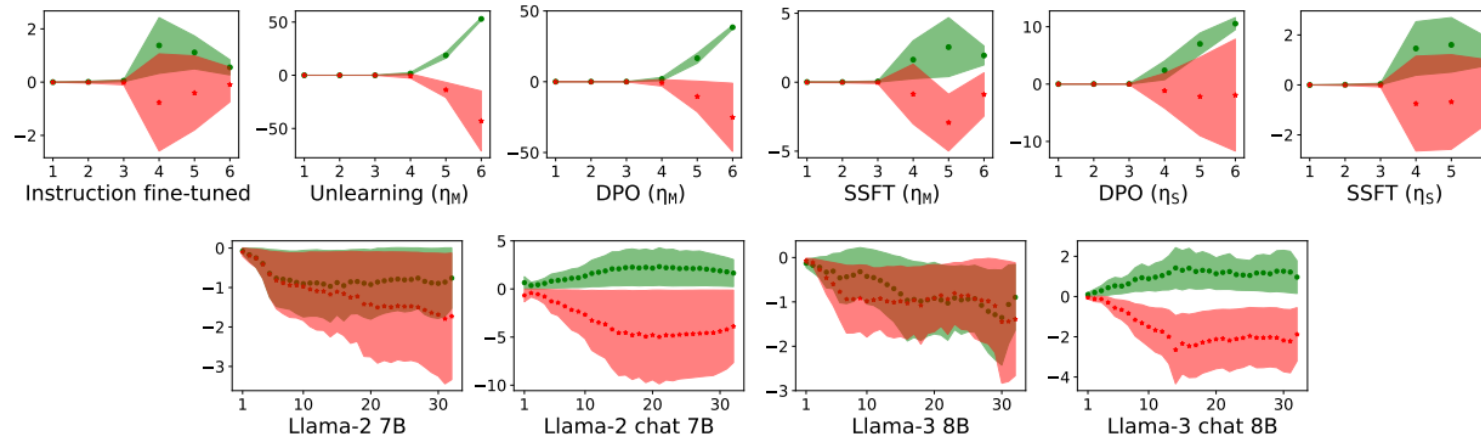 2
0
−2
1 2 3 4 5 6
Instruction fine-tuned
50
0
−50
1 2 3 4 5 6
Unlearning (η_M)
50
0
−50
1 2 3 4 5 6
DPO (η_M)
5
0
−5
1 2 3 4 5 6
SSFT (η_M)
10
0
−10
1 2 3 4 5 6
DPO (η_S)
2
0
−2
1 2 3 4 5
SSFT (η_S)
0
−1
−2
−3
1 10 20 30
Llama-2 7B
5
0
−5
−10
1 10 20 30
Llama-2 chat 7B
0
−1
−2
−3
1 10 20 30
Llama-3 8B
2
0
−2
−4
1 10 20 30
Llama-3 chat 8B